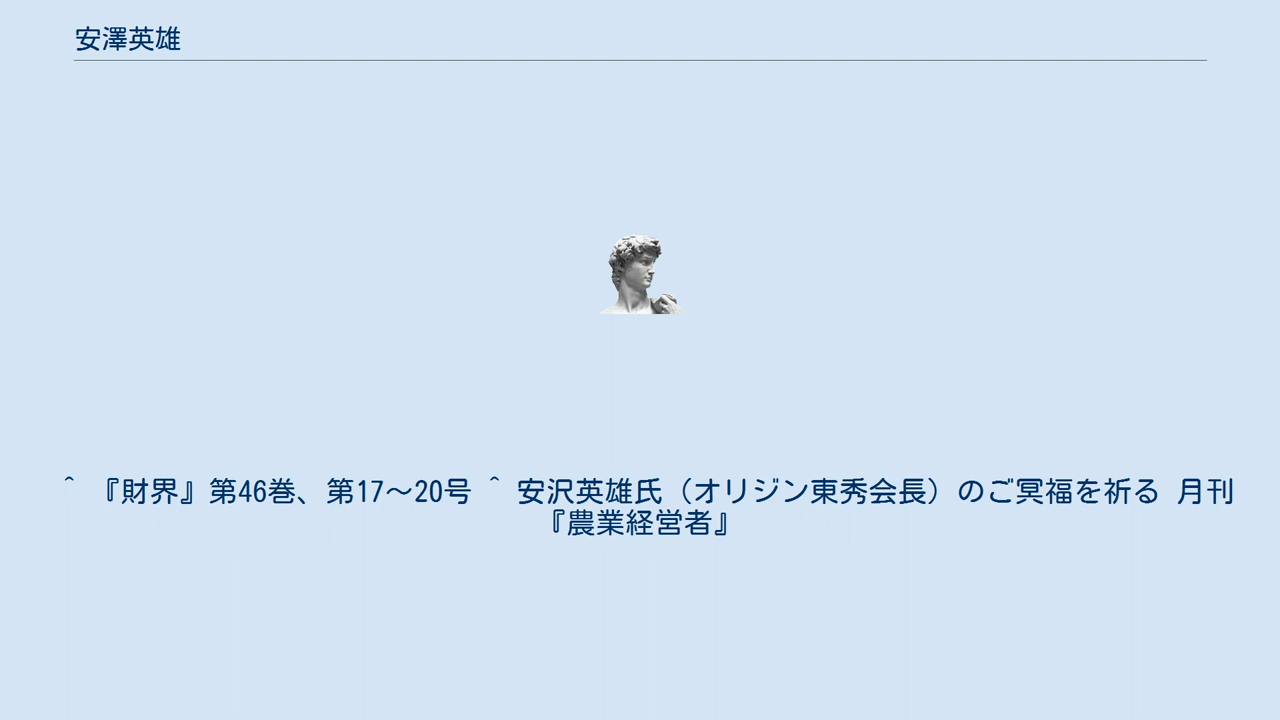 安澤英雄
^ 『財界』第46巻、第17〜20号 ^ 安沢英雄氏（オリジン東秀会長）のご冥福を祈る 月刊
『農業経営者』